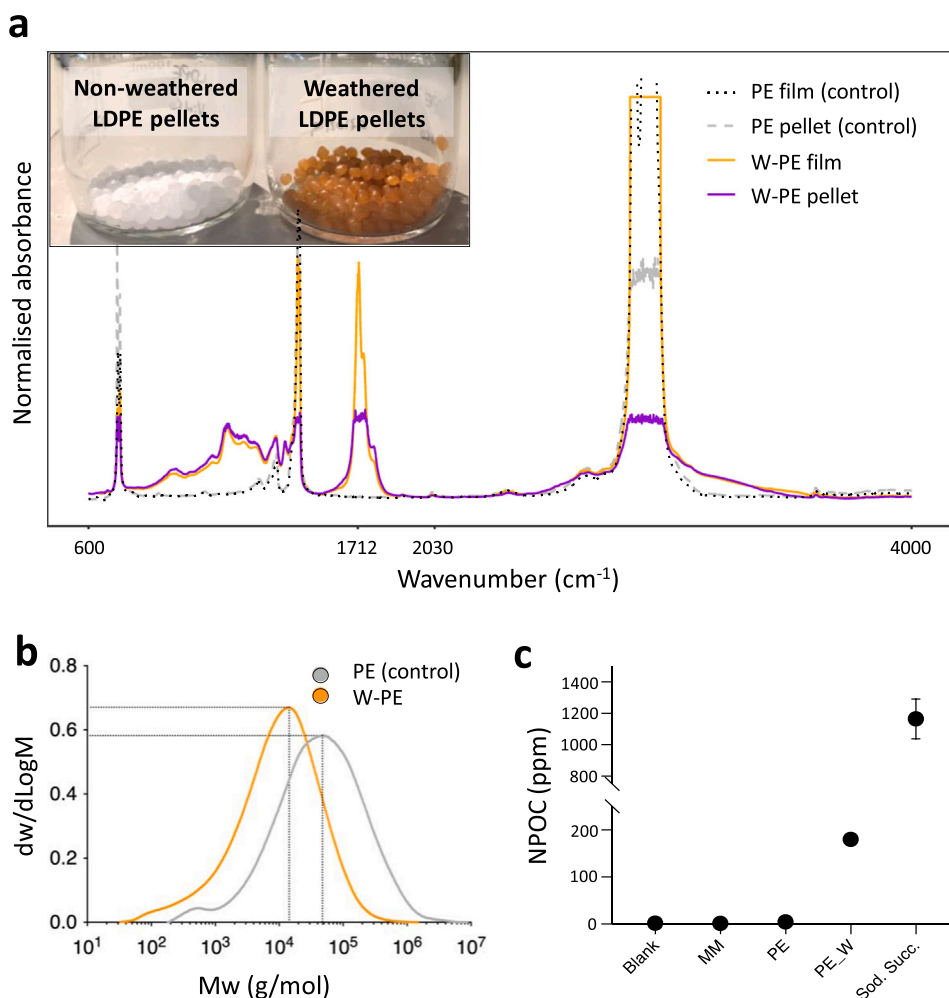 a
Non-weathered
LDPE pellets
Weathered
LDPE pellets
PE film (control)
PE pellet (control)
W-PE film
W-PE pellet
Normalised absorbance
600
1712
2030
4000
Wavenumber (cm⁻¹)
b
PE (control)
W-PE
0.8
0.6
0.4
0.2
0.0
dw/dLogM
10¹
10²
10³
10⁴
10⁵
10⁶
10⁷
Mw (g/mol)
c
1400
1200
1000
800
200
100
0
NPOC (ppm)
Blank
MM
PE
PE_W
Sod. Succ.